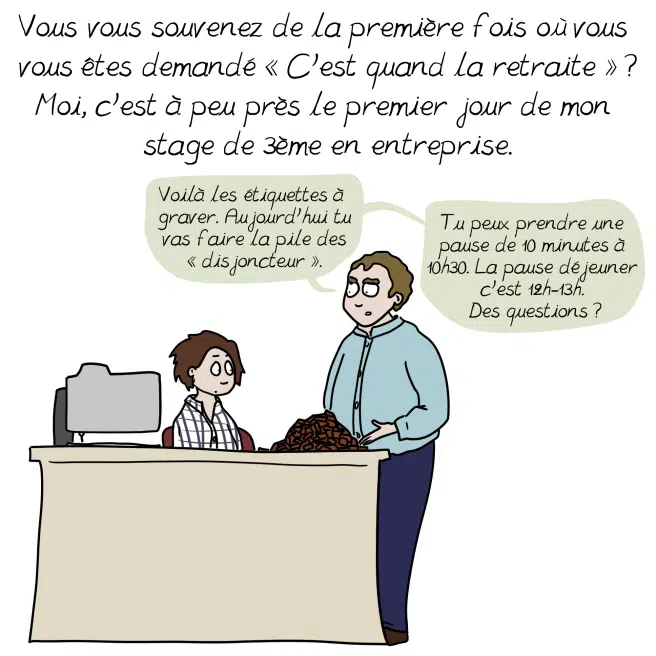 Vous vous souvenez de la première fois où vous
vous êtes demandé « C'est quand la retraite » ?
Moi, c'est à peu près le premier jour de mon
stage de 3ème en entreprise.
Voilà les étiquettes à
graver. Aujourd'hui tu
vas faire la pile des
« disjoncteur ».
Tu peux prendre une
pause de 10 minutes à
10h30. La pause déjeuner
c'est 12h-13h.
Des questions ?